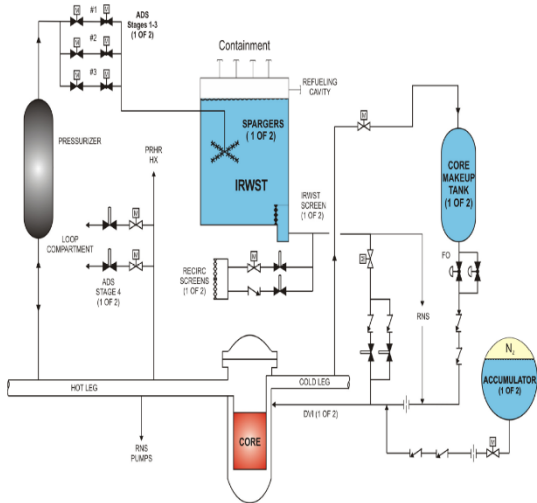 #1
#2
#3
ADS
Stages 1-3
(1 OF 2)
Containment
REFUELING
CAVITY
SPARGERS
(1 OF 2)
IRWST
PRESSURIZER
PRHR
HX
IRWST
SCREEN
(1 OF 2)
CORE
MAKEUP
TANK
(1 OF 2)
LOOP
COMPARTMENT
ADS
STAGE 4
(1 OF 2)
RECIRC
SCREENS
(1 OF 2)
M
M
M
M
FO
RNS
N2
ACCUMULATOR
(1 OF 2)
HOT LEG
COLD LEG
DVI (1 OF 2)
CORE
M
RNS
PUMPS